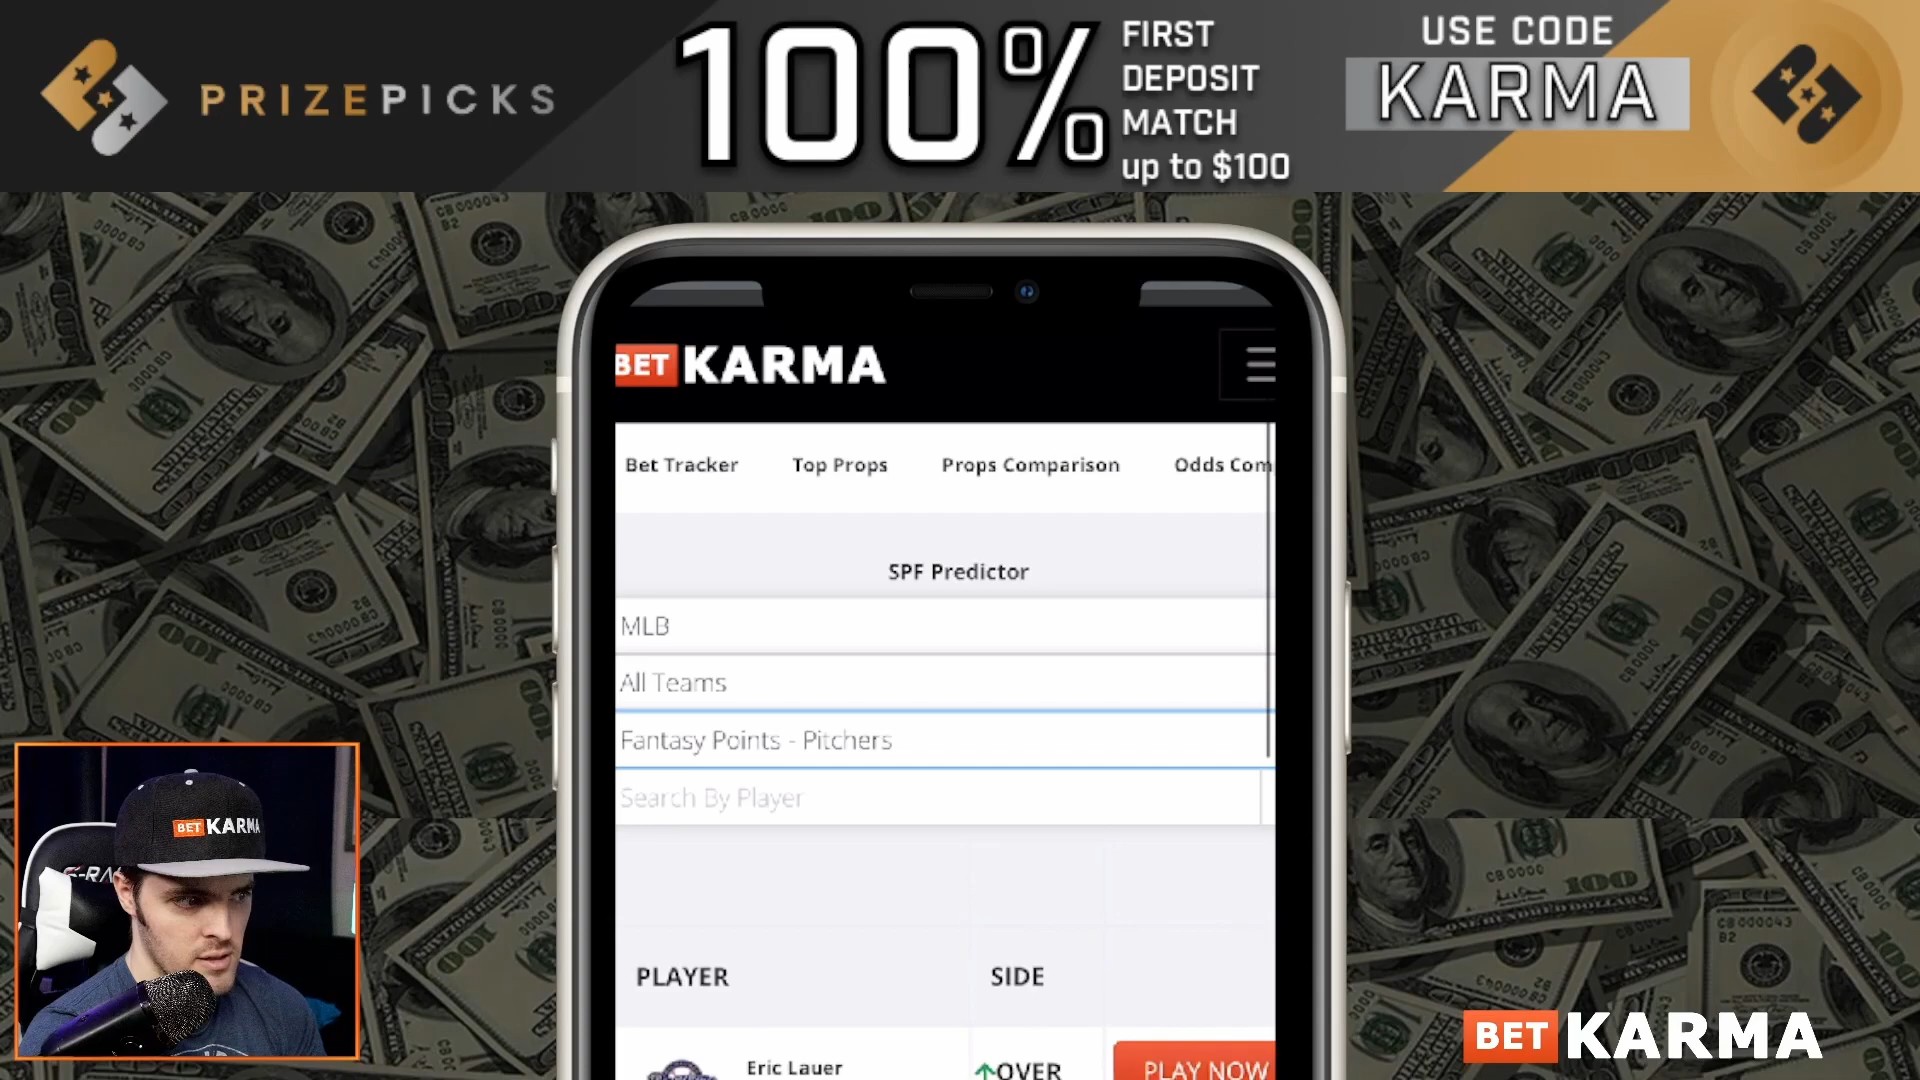 PRIZEPICKS
100%
FIRST
DEPOSIT
MATCH
up to $100
USE CODE
KARMA
BET KARMA
Bet Tracker Top Props Props Comparison Odds Com
SPF Predictor
MLB
All Teams
Fantasy Points - Pitchers
Search By Player
PLAYER SIDE
Eric Lauer OVER PLAY NOW
BET KARMA
BET KARMA